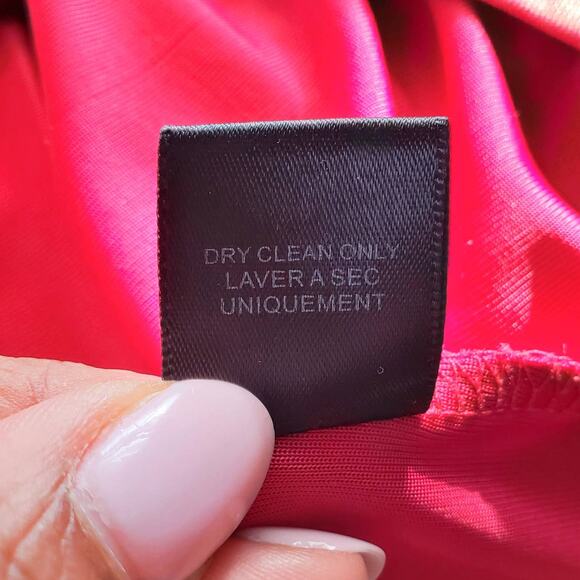 DRY CLEAN ONLY
LAVER A SEC
UNIQUEMENT